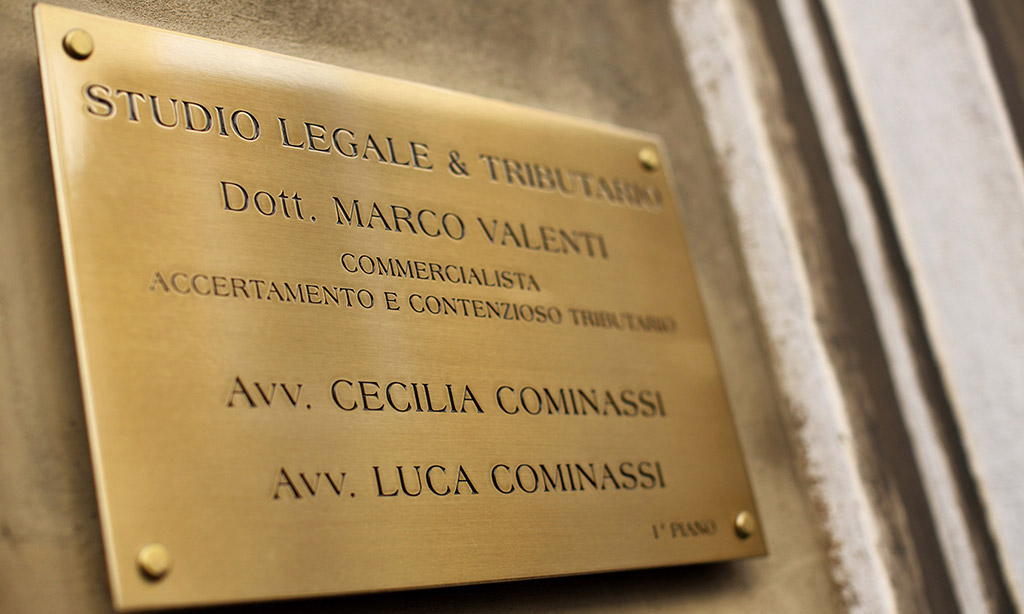 STUDIO LEGALE & TRIBUTARIO
Dott. MARCO VALENTI
COMMERCIALISTA
ACCERTAMENTO E CONTENZIOSO TRIBUTARIO
Avv. CECILIA COMINASSI
Avv. LUCA COMINASSI
1° PIANO